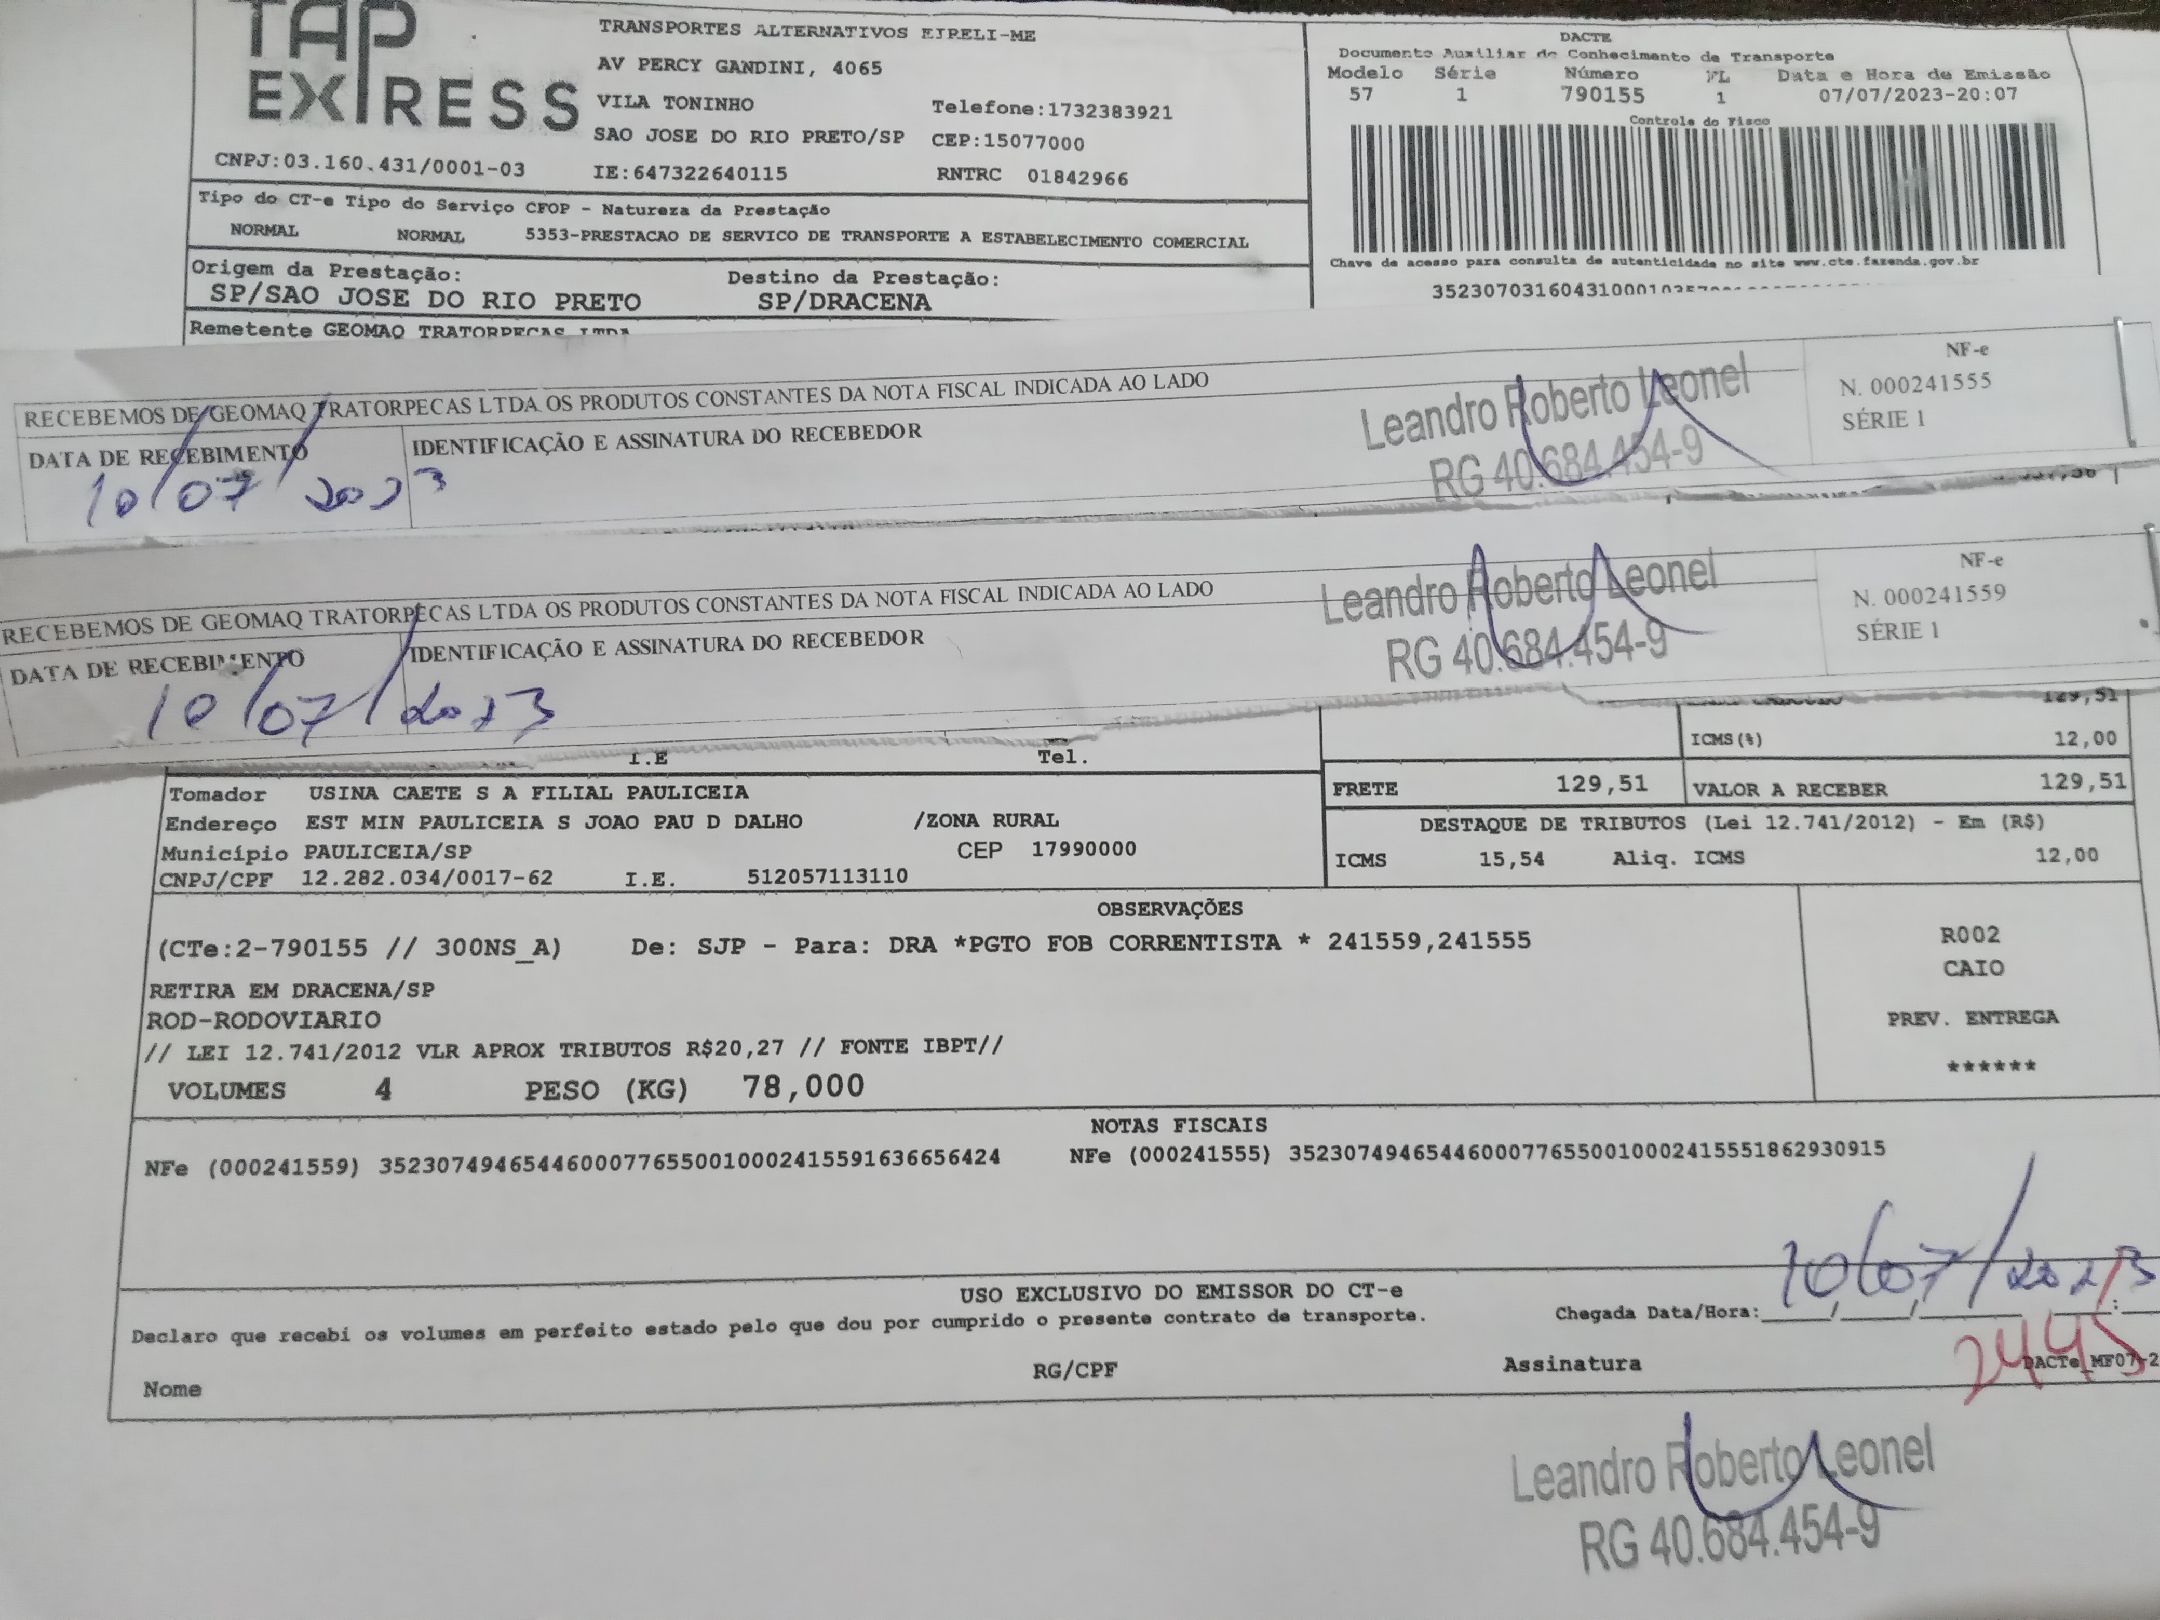 TAP EXPRESS
TRANSPORTES ALTERNATIVOS EIRELI-ME
AV PERCY GANDINI, 4065
VILA TONINHO Telefone:1732383921
SAO JOSE DO RIO PRETO/SP CEP:15077000
CNPJ:03.160.431/0001-03 IE:647322640115 RNTRC 01842966
DACTE
Documento Auxiliar de Conhecimento de Transporte
Modelo Série Número FL Data e Hora de Emissão
57 1 790155 1 07/07/2023-20:07
Controle do Fisco
Chave de acesso para consulta de autenticidade no site www.cte.fazenda.gov.br
Tipo do CT-e Tipo do Serviço CFOP - Natureza da Prestação
NORMAL NORMAL 5353-PRESTACAO DE SERVICO DE TRANSPORTE A ESTABELECIMENTO COMERCIAL
Origem da Prestação: Destino da Prestação:
SP/SAO JOSE DO RIO PRETO SP/DRACENA
Remetente GEOMAQ TRATORPECAS LTDA
RECEBEMOS DE GEOMAQ TRATORPECAS LTDA OS PRODUTOS CONSTANTES DA NOTA FISCAL INDICADA AO LADO
DATA DE RECEBIMENTO IDENTIFICAÇÃO E ASSINATURA DO RECEBEDOR
10/07/2023
Leandro Roberto Leonel
RG 40.684.454-9
NF-e
N. 000241555
SÉRIE 1
RECEBEMOS DE GEOMAQ TRATORPECAS LTDA OS PRODUTOS CONSTANTES DA NOTA FISCAL INDICADA AO LADO
DATA DE RECEBIMENTO IDENTIFICAÇÃO E ASSINATURA DO RECEBEDOR
10/07/2023
Leandro Roberto Leonel
RG 40.684.454-9
NF-e
N. 000241559
SÉRIE 1
129,51
I.E Tel. ICMS(%) 12,00
FRETE 129,51 VALOR A RECEBER 129,51
Tomador USINA CAETE S A FILIAL PAULICEIA
Endereço EST MIN PAULICEIA S JOAO PAU D DALHO /ZONA RURAL
Município PAULICEIA/SP CEP 17990000
CNPJ/CPF 12.282.034/0017-62 I.E. 512057113110
DESTAQUE DE TRIBUTOS (Lei 12.741/2012) - Em (R$)
ICMS 15,54 Aliq. ICMS 12,00
OBSERVAÇÕES
(CTe:2-790155 // 300NS_A) De: SJP - Para: DRA *PGTO FOB CORRENTISTA * 241559,241555
RETIRA EM DRACENA/SP
ROD-RODOVIARIO
// LEI 12.741/2012 VLR APROX TRIBUTOS R$20,27 // FONTE IBPT//
VOLUMES 4 PESO (KG) 78,000
R002
CAIO
PREV. ENTREGA
******
NOTAS FISCAIS
NFe (000241559) 35230749465446000776550010002415591636656424 NFe (000241555) 35230749465446000776550010002415551862930915
USO EXCLUSIVO DO EMISSOR DO CT-e
Declaro que recebi os volumes em perfeito estado pelo que dou por cumprido o presente contrato de transporte.
Chegada Data/Hora: 10/07/2023
Nome RG/CPF Assinatura
2445
DACTe_MF07-2
Leandro Roberto Leonel
RG 40.684.454-9